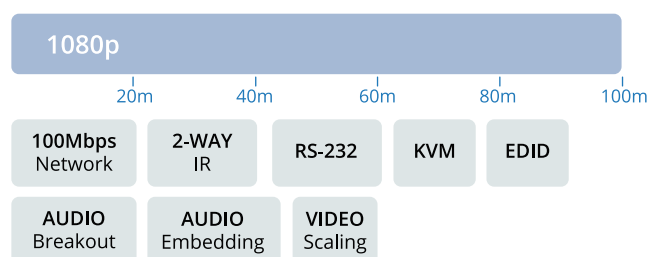 1080p
20m 40m 60m 80m 100m
100Mbps 2-WAY RS-232 KVM EDID
Network IR
AUDIO AUDIO VIDEO
Breakout Embedding Scaling